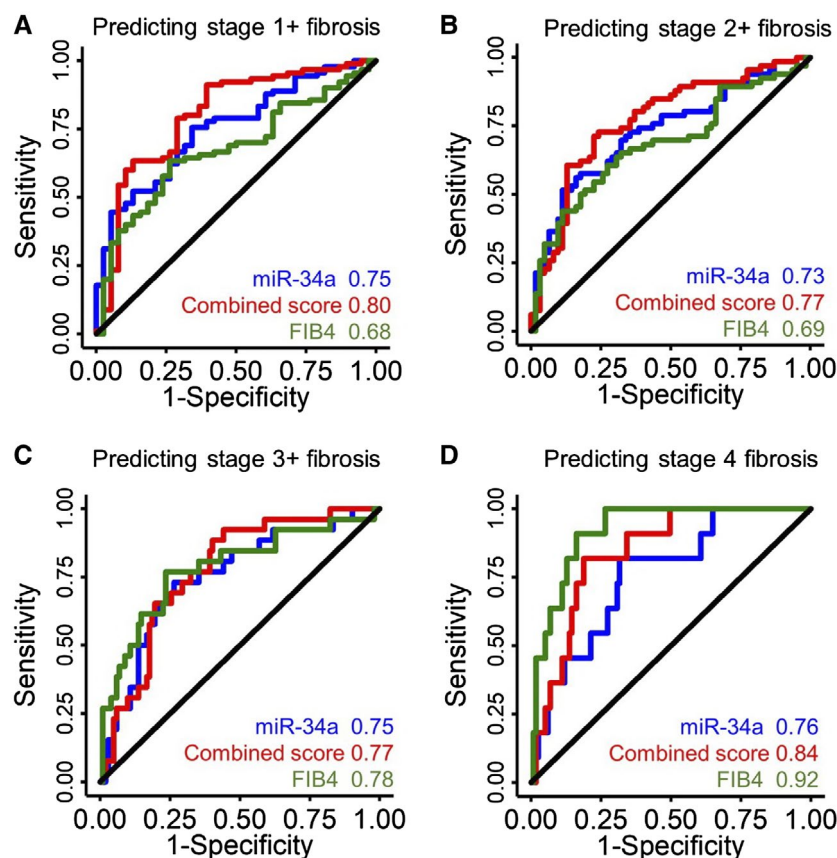 A Predicting stage 1+ fibrosis
Sensitivity
1.00
0.75
0.50
0.25
0.00
miR-34a 0.75
Combined score 0.80
FIB4 0.68
0.00 0.25 0.50 0.75 1.00
1-Specificity
B Predicting stage 2+ fibrosis
Sensitivity
1.00
0.75
0.50
0.25
0.00
miR-34a 0.73
Combined score 0.77
FIB4 0.69
0.00 0.25 0.50 0.75 1.00
1-Specificity
C Predicting stage 3+ fibrosis
Sensitivity
1.00
0.75
0.50
0.25
0.00
miR-34a 0.75
Combined score 0.77
FIB4 0.78
0.00 0.25 0.50 0.75 1.00
1-Specificity
D Predicting stage 4 fibrosis
Sensitivity
1.00
0.75
0.50
0.25
0.00
miR-34a 0.76
Combined score 0.84
FIB4 0.92
0.00 0.25 0.50 0.75 1.00
1-Specificity